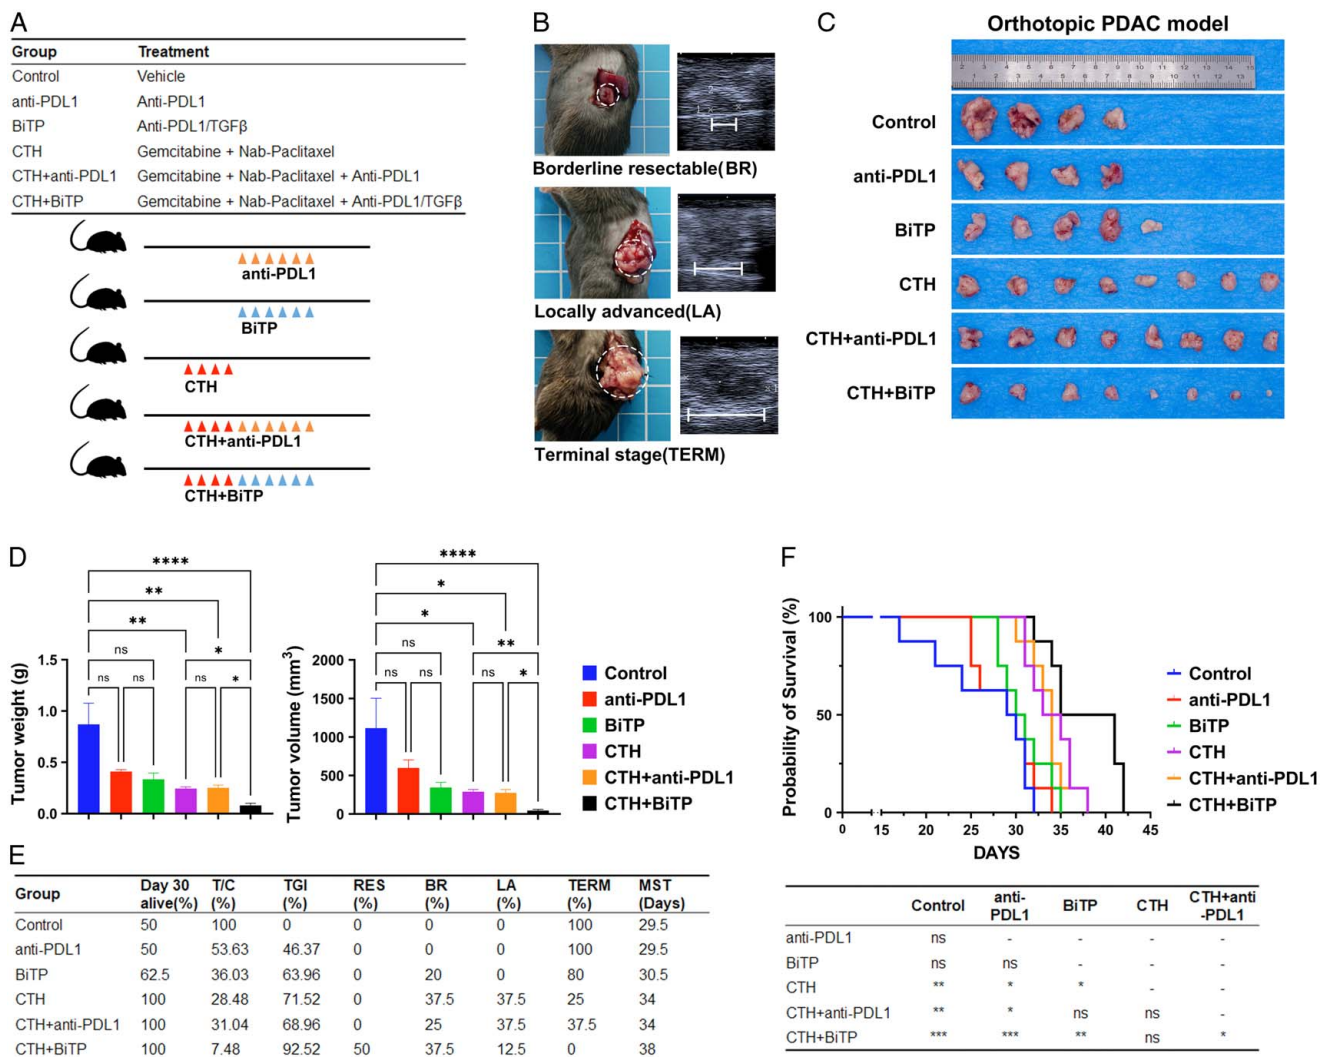 A
Group Treatment
Control Vehicle
anti-PDL1 Anti-PDL1
BiTP Anti-PDL1/TGFβ
CTH Gemcitabine + Nab-Paclitaxel
CTH+anti-PDL1 Gemcitabine + Nab-Paclitaxel + Anti-PDL1
CTH+BiTP Gemcitabine + Nab-Paclitaxel + Anti-PDL1/TGFβ
anti-PDL1
BiTP
CTH
CTH+anti-PDL1
CTH+BiTP
B
Borderline resectable(BR)
Locally advanced(LA)
Terminal stage(TERM)
C
Orthotopic PDAC model
Control
anti-PDL1
BiTP
CTH
CTH+anti-PDL1
CTH+BiTP
D
****
**
**
ns
*
ns
ns
ns
*
1.5
1.0
0.5
0.0
Tumor weight (g)
****
*
*
ns
**
ns
ns
ns
*
2000
1500
1000
500
0
Tumor volume (mm³)
Control
anti-PDL1
BiTP
CTH
CTH+anti-PDL1
CTH+BiTP
E
Group Day 30 alive(%) T/C (%) TGI (%) RES (%) BR (%) LA (%) TERM (%) MST (Days)
Control 50 100 0 0 0 0 100 29.5
anti-PDL1 50 53.63 46.37 0 0 0 100 29.5
BiTP 62.5 36.03 63.96 0 20 0 80 30.5
CTH 100 28.48 71.52 0 37.5 37.5 25 34
CTH+anti-PDL1 100 31.04 68.96 0 25 37.5 37.5 34
CTH+BiTP 100 7.48 92.52 50 37.5 12.5 0 38
F
Probability of Survival (%)
100
50
0
0 15 20 25 30 35 40 45
DAYS
Control
anti-PDL1
BiTP
CTH
CTH+anti-PDL1
CTH+BiTP
Control anti-PDL1 BiTP CTH CTH+anti-PDL1
anti-PDL1 ns - - - -
BiTP ns ns - - -
CTH ** * * - -
CTH+anti-PDL1 ** * ns ns -
CTH+BiTP *** *** ** ns *